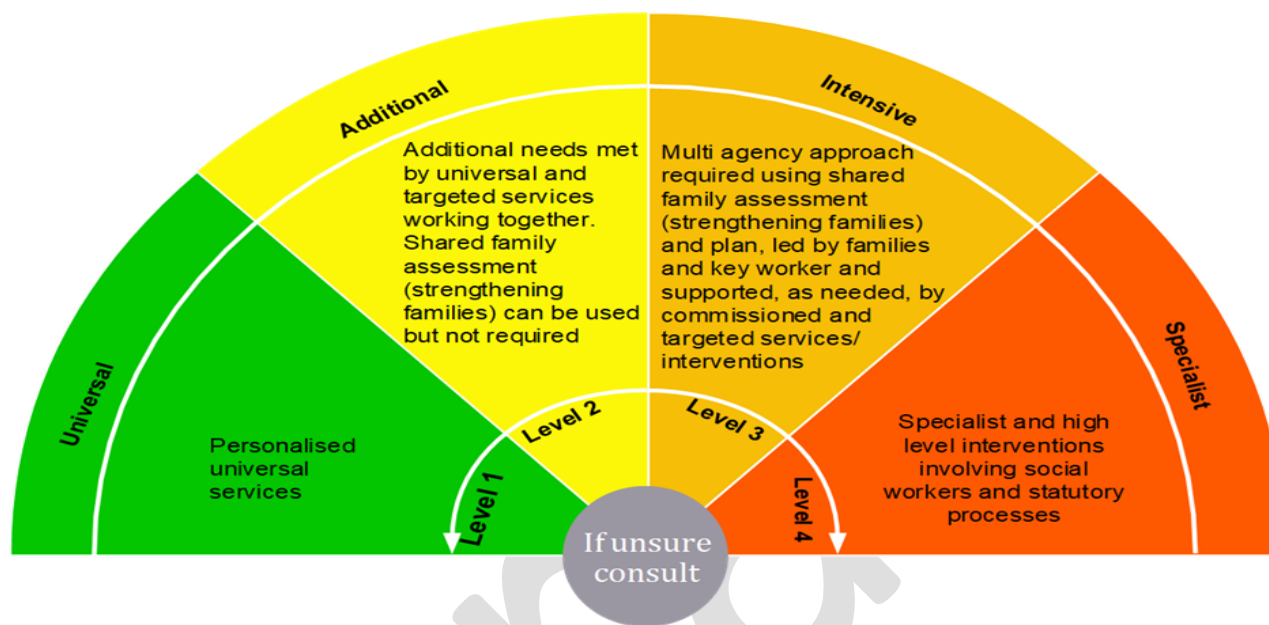 Universal
Personalised
universal
services
Level 1
Additional
Additional needs met
by universal and
targeted services
working together.
Shared family
assessment
(strengthening
families) can be used
but not required
Level 2
Intensive
Multi agency approach
required using shared
family assessment
(strengthening families)
and plan, led by families
and key worker and
supported, as needed, by
commissioned and
targeted services/
interventions
Level 3
Specialist
Specialist and high
level interventions
involving social
workers and statutory
processes
Level 4
If unsure
consult